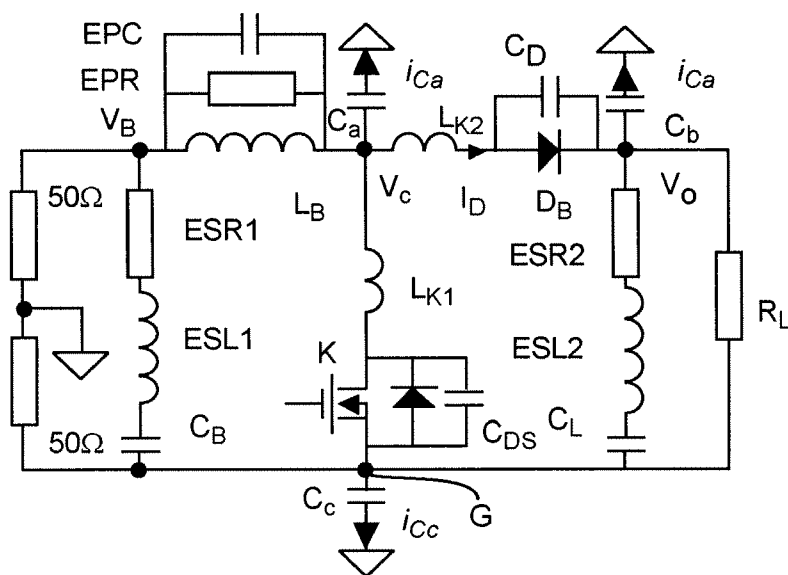 EPC
EPR
V_B
C_a
i_Ca
L_K2
C_D
i_Ca
C_b
50Ω
ESR1
L_B
V_c
I_D
D_B
V_o
ESR2
L_K1
ESL1
K
ESL2
R_L
50Ω
C_B
C_DS
C_L
C_c
i_Cc
G